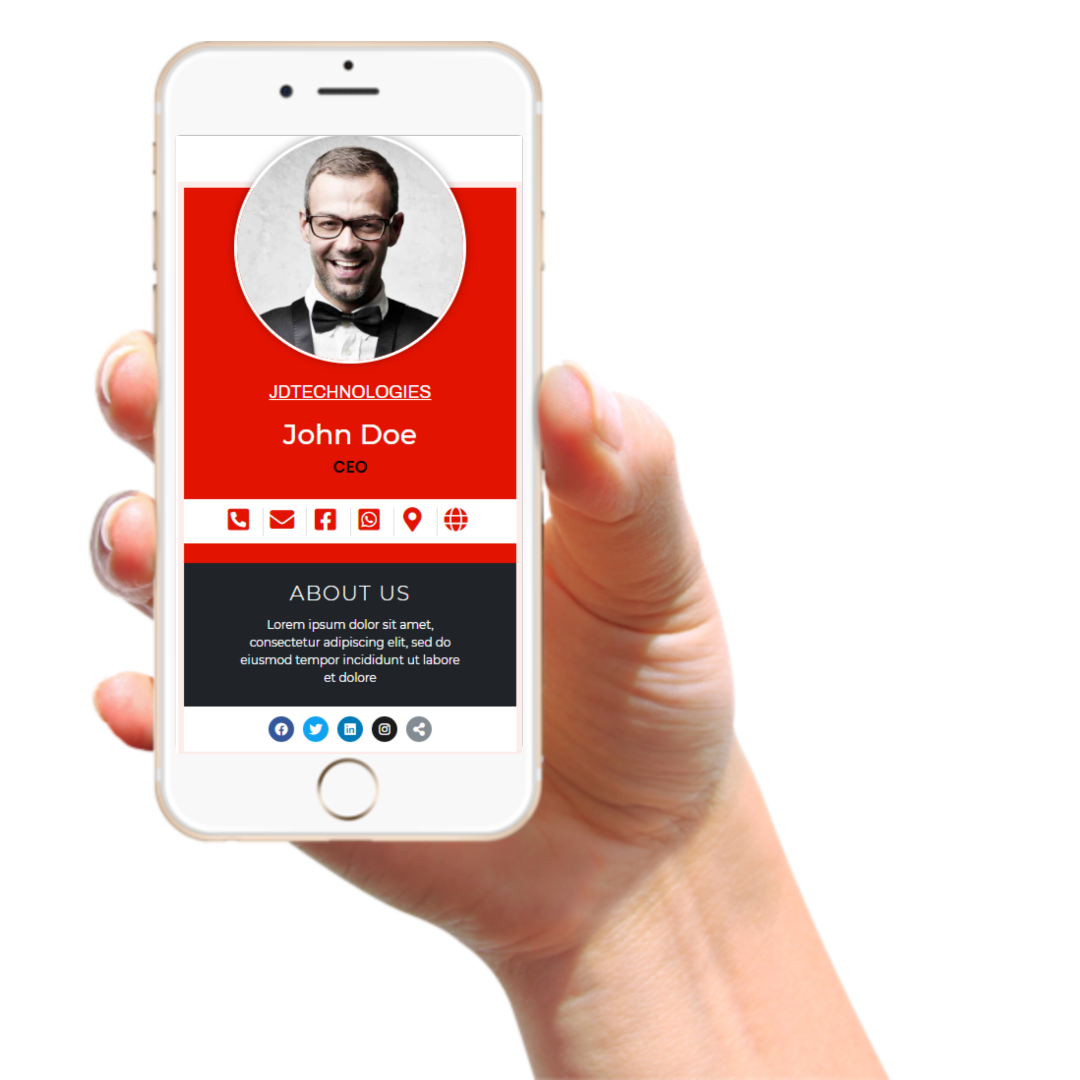 JDTECHNOLOGIES
John Doe
CEO
ABOUT US
Lorem ipsum dolor sit amet,
consectetur adipiscing elit, sed do
eiusmod tempor incididunt ut labore
et dolore